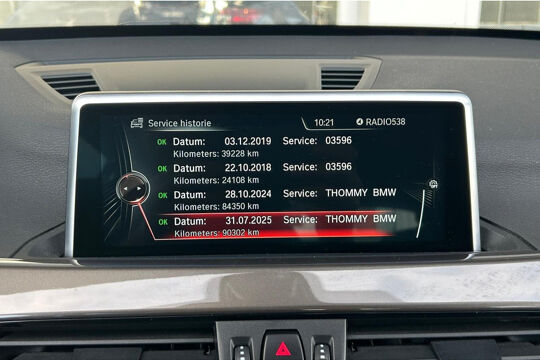 Service historie 10:21 RADIO538
OK Datum: 03.12.2019 Service: 03596
Kilometers: 39228 km
OK Datum: 22.10.2018 Service: 03596
Kilometers: 24108 km
OK Datum: 28.10.2024 Service: THOMMY BMW
Kilometers: 84350 km
OK Datum: 31.07.2025 Service: THOMMY BMW
Kilometers: 90302 km